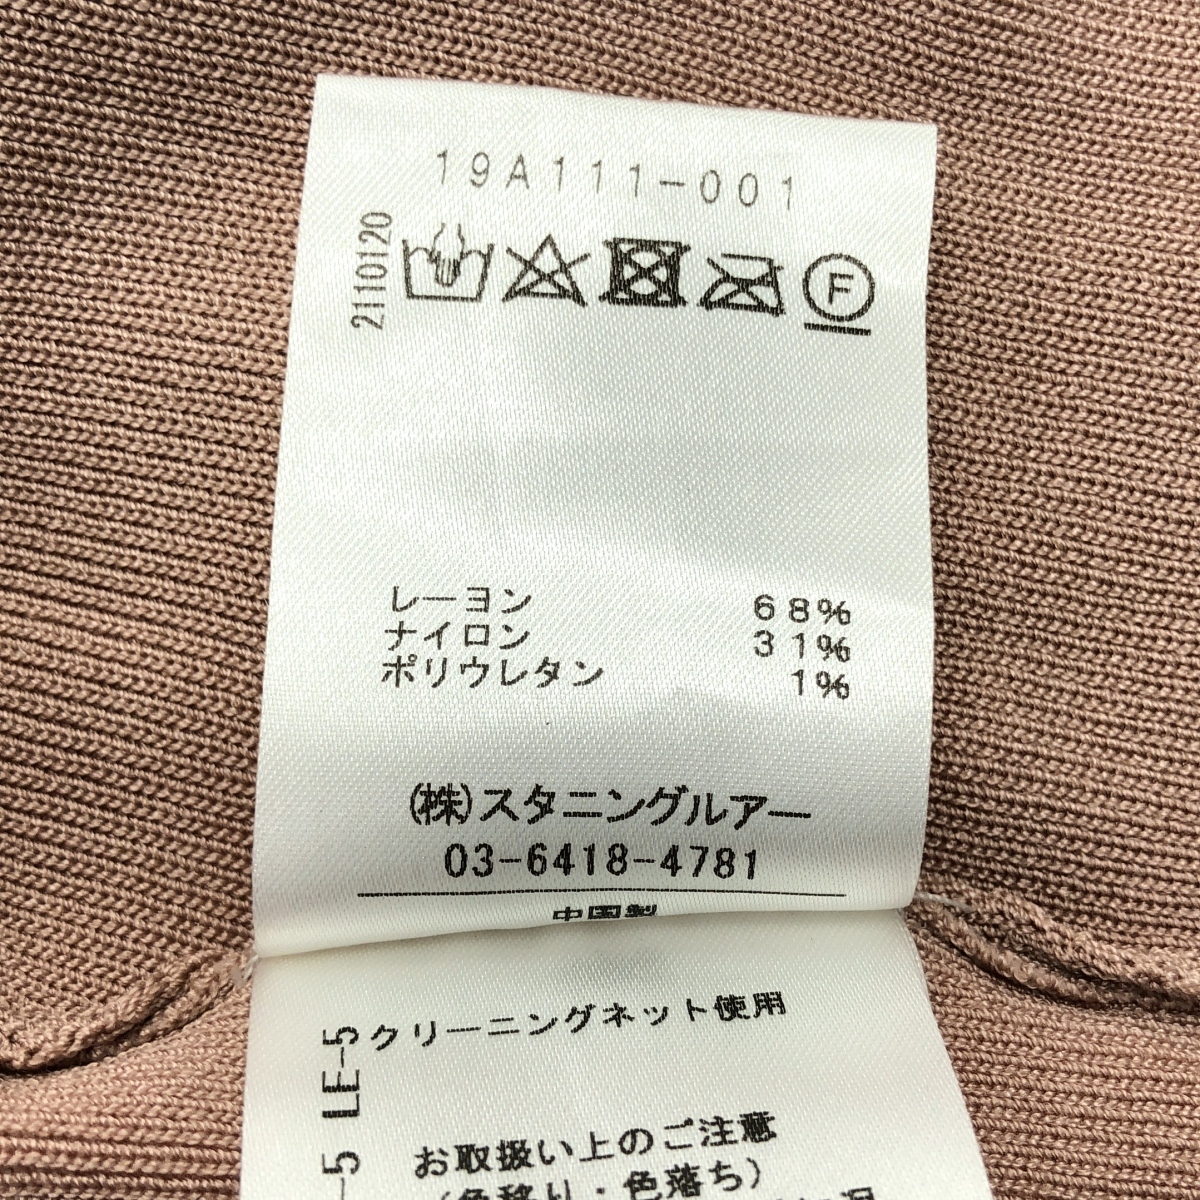 19A111-001
2110120
F
レーヨン 68%
ナイロン 31%
ポリウレタン 1%
(株)スタニングルアー
03-6418-4781
中国製
LE-5
クリーニングネット使用
-5
お取扱い上のご注意
(色移り・色落ち)